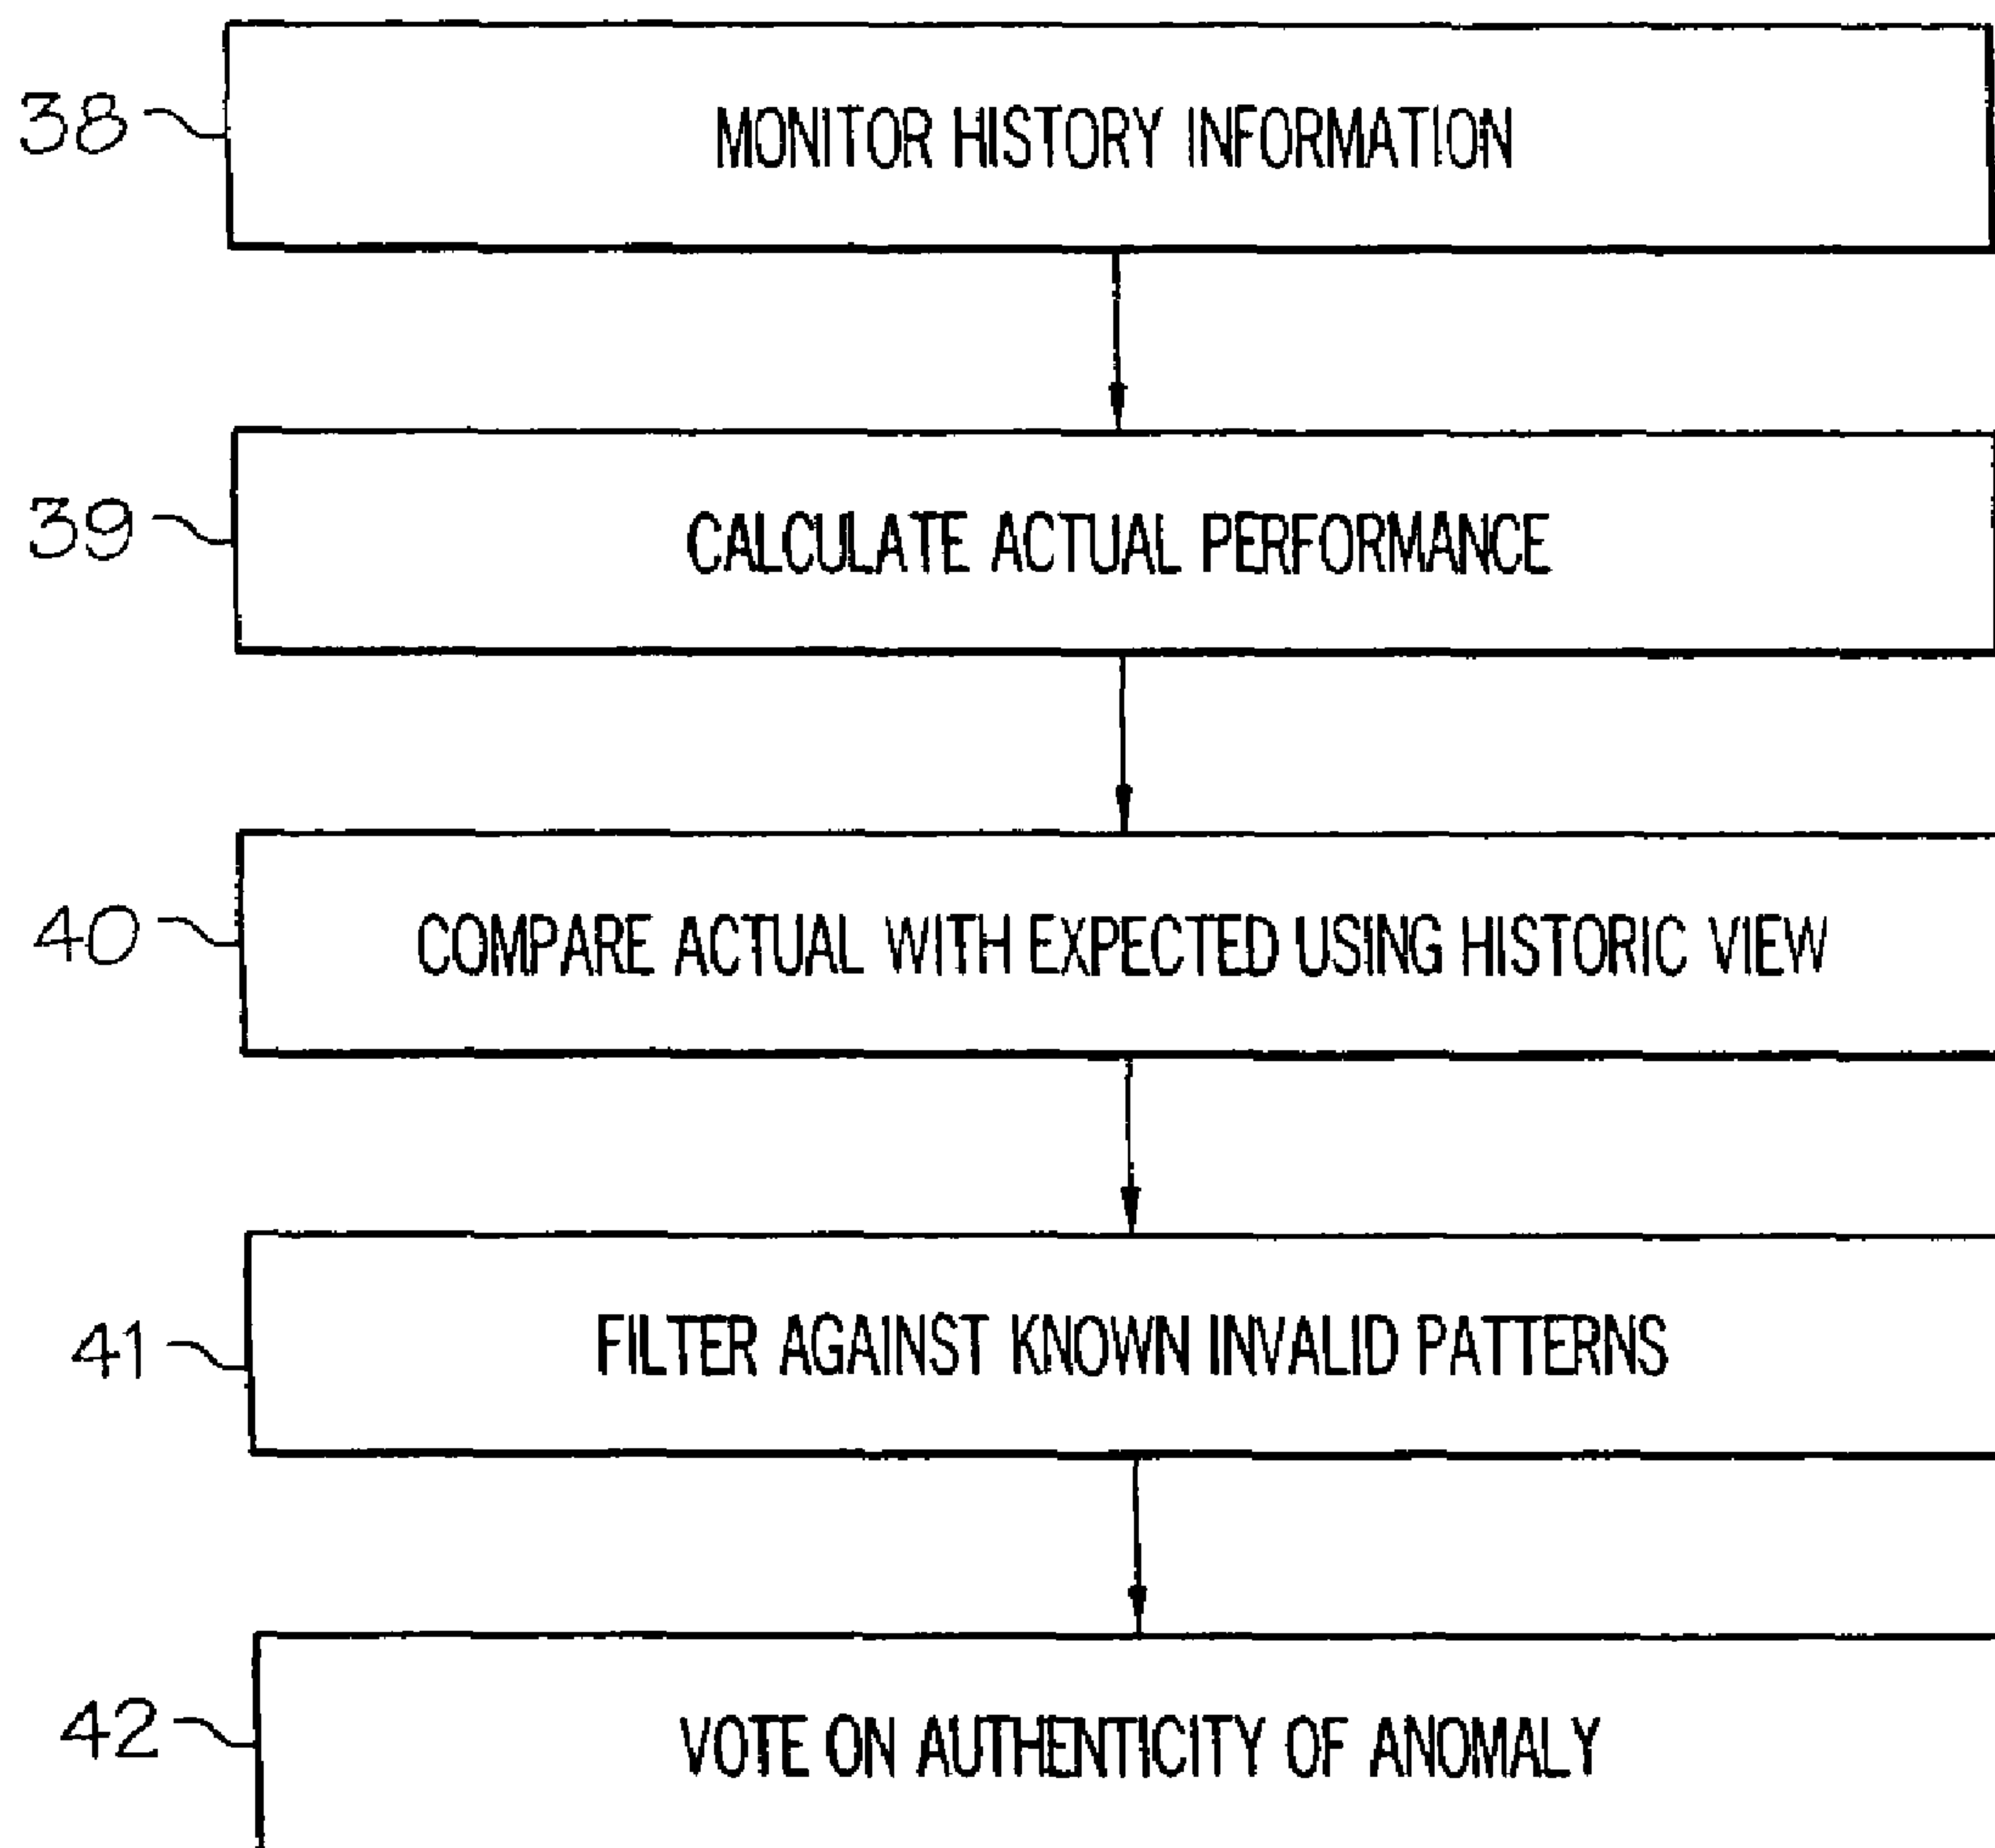 38 MONITOR HISTORY INFORMATION
39 CALCULATE ACTUAL PERFORMANCE
40 COMPARE ACTUAL WITH EXPECTED USING HISTORIC VIEW
41 FILTER AGAINST KNOWN INVALID PATTERNS
42 VOTE ON AUTHENTICITY OF ANOMALY